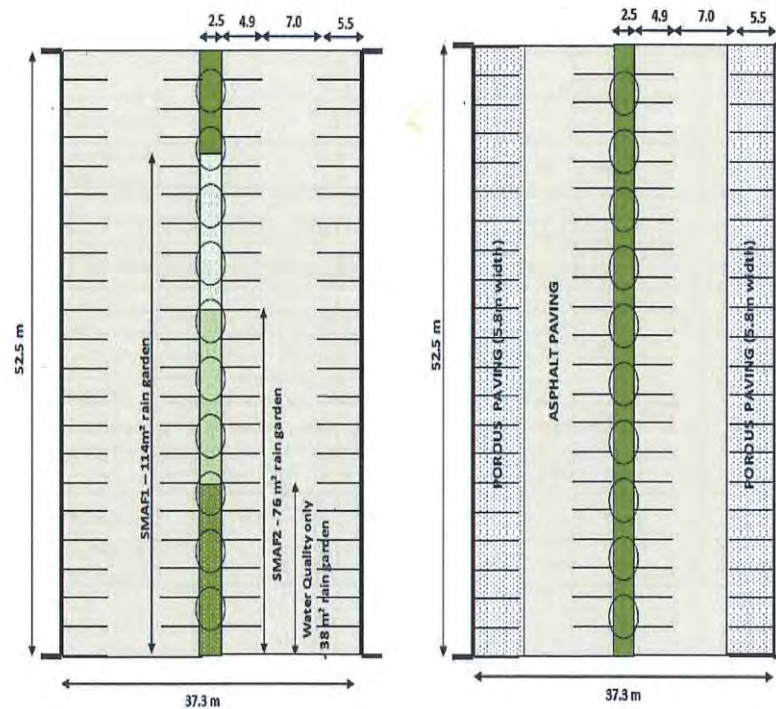 2.5 4.9 7.0 5.5
52.5 m
SMAF1 – 114m² rain garden
SMAF2 - 76 m² rain garden
Water Quality only
38 m² rain garden
37.3 m
2.5 4.9 7.0 5.5
52.5 m
POROUS PAVING (5.8m width)
ASPHALT PAVING
POROUS PAVING (5.8m width)
37.3 m